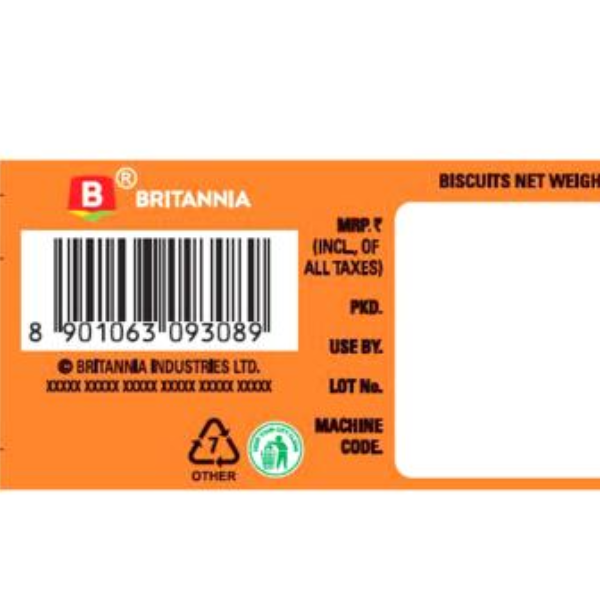 B® BRITANNIA
BISCUITS NET WEIGH
MRP. ₹
(INCL. OF
ALL TAXES)
8 901063 093089
PKD.
USE BY.
© BRITANNIA INDUSTRIES LTD.
XXXXX XXXXX XXXXX XXXXX XXXXX XXXXX
LOT No.
MACHINE
CODE.
7
OTHER